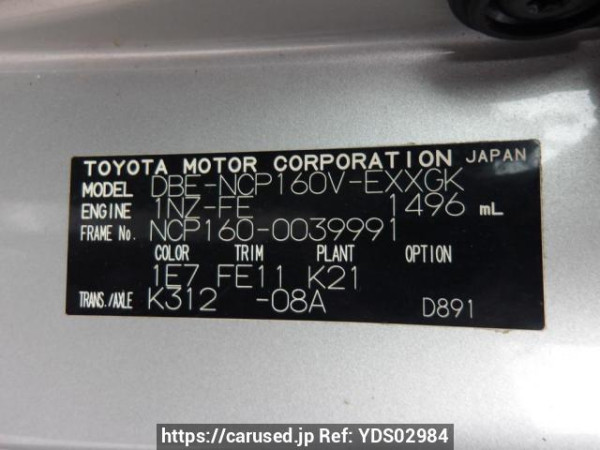 TOYOTA MOTOR CORPORATION JAPAN
MODEL DBE-NCP160V-EXXGK
ENGINE 1NZ-FE 1496 mL
FRAME No. NCP160-0039991
COLOR TRIM PLANT OPTION
1E7 FE11 K21
TRANS./AXLE K312 -08A D891
https://carused.jp Ref: YDS02984